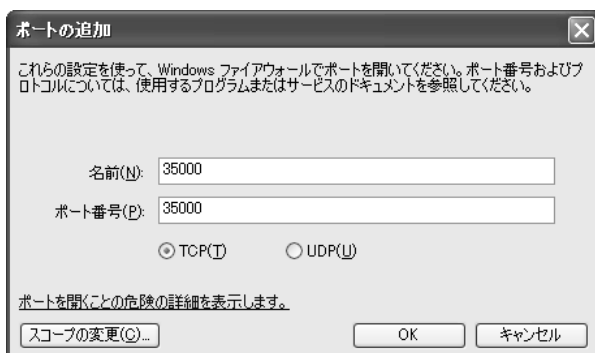 ポートの追加
これらの設定を使って、Windows ファイアウォールでポートを開いてください。ポート番号およびプ
ロトコルについては、使用するプログラムまたはサービスのドキュメントを参照してください。
名前(N): 35000
ポート番号(P): 35000
TCP(T) UDP(U)
ポートを開くことの危険の詳細を表示します。
スコープの変更(C)... OK キャンセル